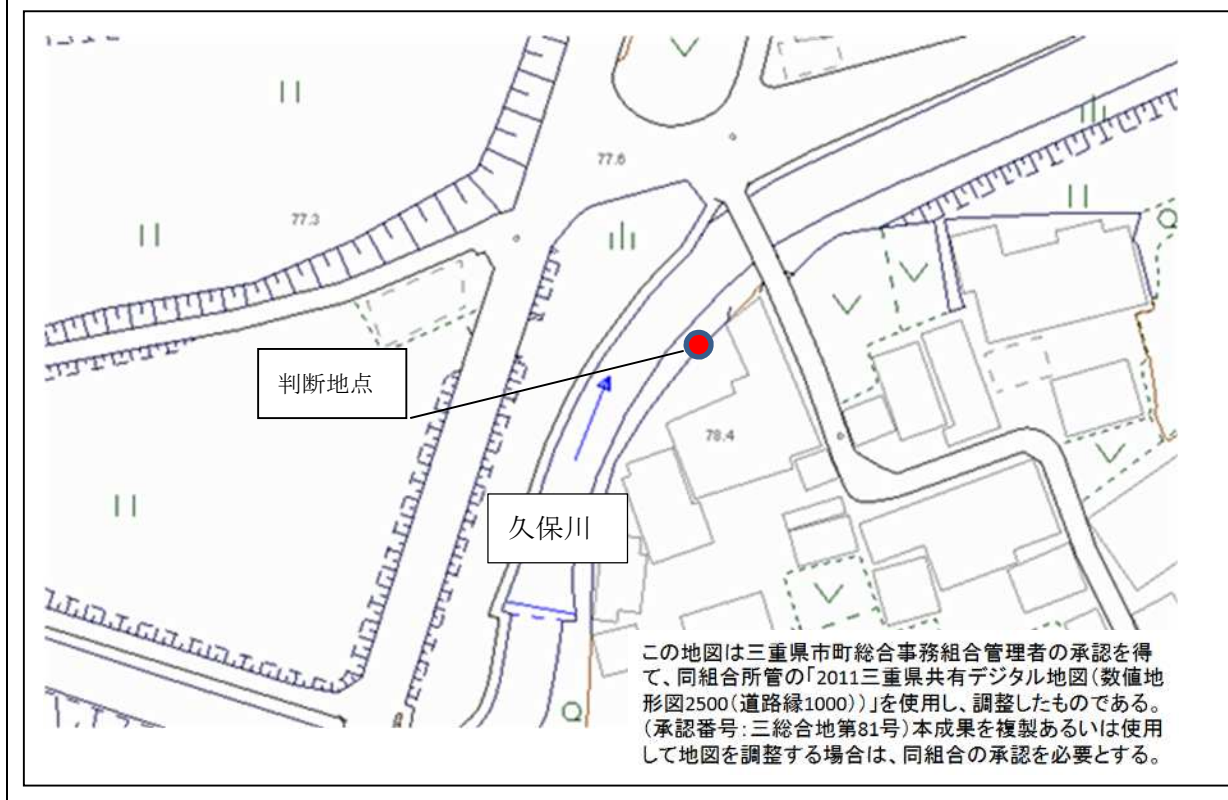 77.6
77.3
判断地点
78.4
久保川
この地図は三重県市町総合事務組合管理者の承認を得
て、同組合所管の「2011三重県共有デジタル地図(数値地
形図2500(道路縁1000))」を使用し、調整したものである。
(承認番号:三総合地第81号)本成果を複製あるいは使用
して地図を調整する場合は、同組合の承認を必要とする。